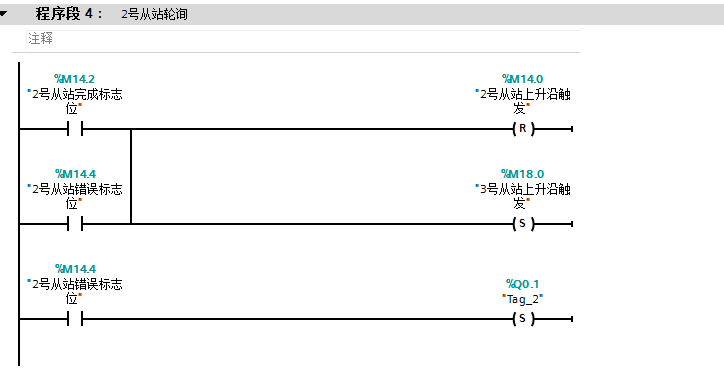 程序段 4： 2号从站轮询
注释
%M14.2
"2号从站完成标志
位"
%M14.0
"2号从站上升沿触
发"
R
%M14.4
"2号从站错误标志
位"
%M18.0
"3号从站上升沿触
发"
S
%M14.4
"2号从站错误标志
位"
%Q0.1
"Tag_2"
S